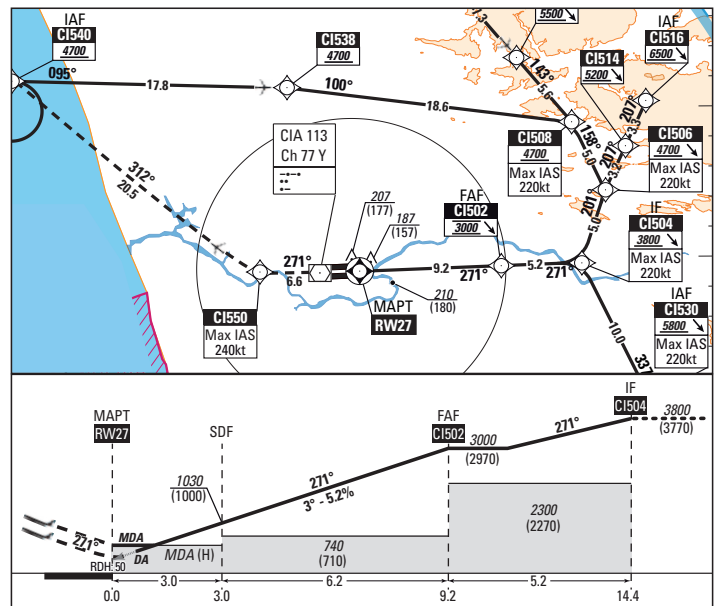 IAF
CI540
4700
095°
17.8
CI538
4700
100°
18.6
1.3
5500
143°
5.6
IAF
CI516
6500
CI514
5200
207°
3.3
207°
3.2
CI508
4700
Max IAS
220kt
158°
5.0
CI506
4700
Max IAS
220kt
201°
5.0
CIA 113
Ch 77 Y
312°
20.5
207
(177)
187
(157)
FAF
CI502
3000
IF
CI504
3800
Max IAS
220kt
271°
6.6
9.2
271°
5.2
271°
210
(180)
CI550
Max IAS
240kt
MAPT
RW27
IAF
CI530
5800
Max IAS
220kt
10.0
337
MAPT
RW27
SDF
FAF
CI502
IF
CI504
3800
(3770)
3000
(2970)
271°
1030
(1000)
271°
3° - 5.2%
2300
(2270)
740
(710)
271°
MDA
DA
MDA (H)
RDH: 50
3.0
6.2
5.2
0.0
3.0
9.2
14.4